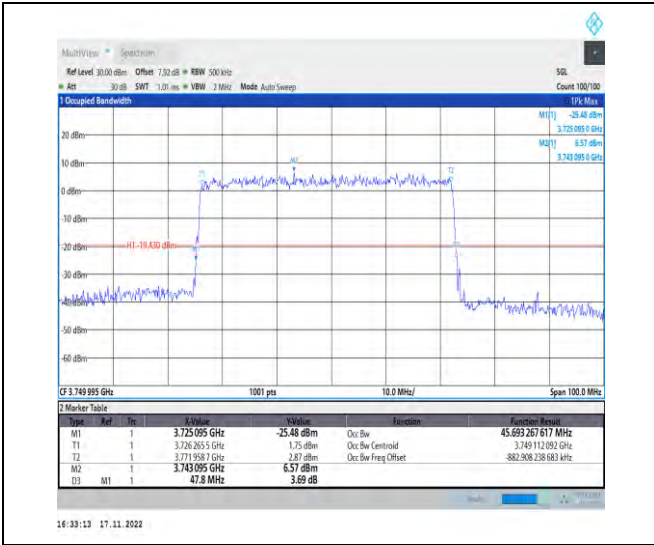 MultiView Spectrum
Ref Level 30.00 dBm Offset 7.92 dB RBW 500 kHz SGL
Att 30 dB SWT 1.01 ms VBW 2 MHz Mode Auto Sweep Count 100/100
1 Occupied Bandwidth 1Pk Max
M1[1] -25.48 dBm
3.725 095 0 GHz
20 dBm M2[1] 6.57 dBm
3.743 095 0 GHz
10 dBm M2
T1 T2
0 dBm
-10 dBm
-20 dBm H1 -19.430 dBm
-30 dBm
-40 dBm
-50 dBm
-60 dBm
CF 3.749 995 GHz 1001 pts 10.0 MHz/ Span 100.0 MHz
2 Marker Table
Type Ref Trc X-Value Y-Value Function Function Result
M1 1 3.725 095 GHz -25.48 dBm Occ Bw 45.693 267 617 MHz
T1 1 3.726 265 5 GHz 1.75 dBm Occ Bw Centroid 3.749 112 092 GHz
T2 1 3.771 958 7 GHz 2.87 dBm Occ Bw Freq Offset -882.908 238 683 kHz
M2 1 3.743 095 GHz 6.57 dBm
D3 M1 1 47.8 MHz 3.69 dB
16:33:13 17.11.2022